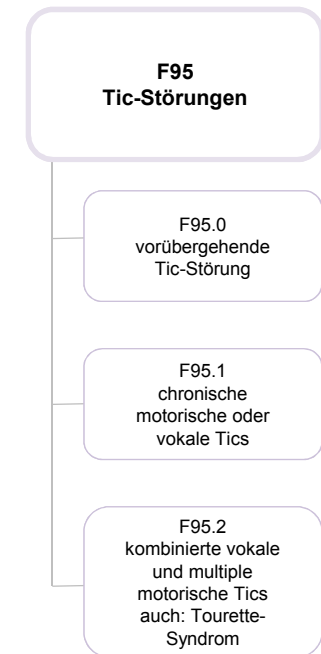 F95
Tic-Störungen
F95.0
vorübergehende
Tic-Störung
F95.1
chronische
motorische oder
vokale Tics
F95.2
kombinierte vokale
und multiple
motorische Tics
auch: Tourette-
Syndrom